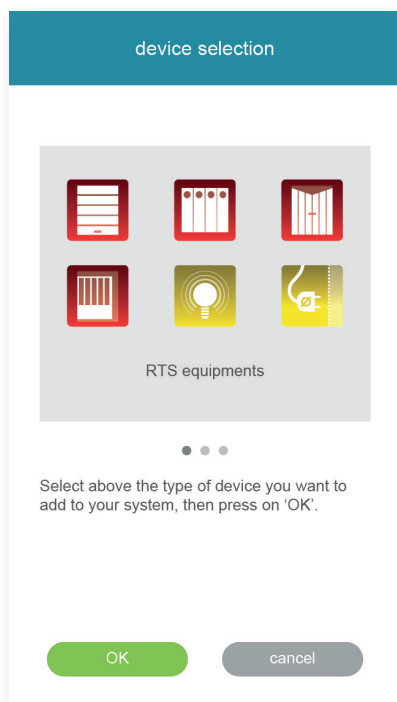 device selection
RTS equipments
Select above the type of device you want to
add to your system, then press on ‘OK’.
OK
cancel